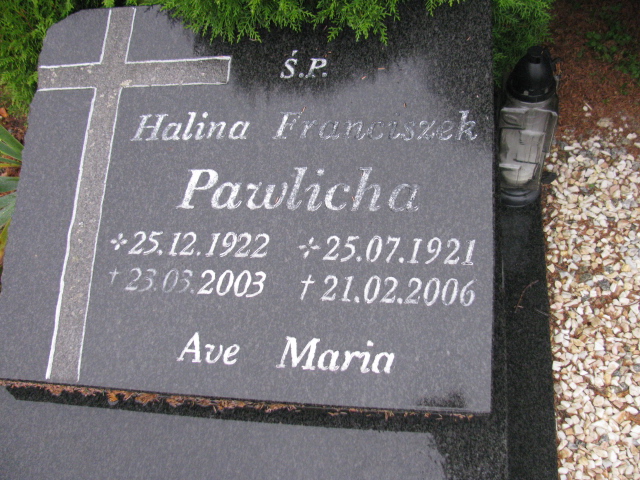 Ś.P.
Halina Franciszek
Pawlicha
✢25.12.1922 ✢25.07.1921
†23.03.2003 †21.02.2006
Ave Maria